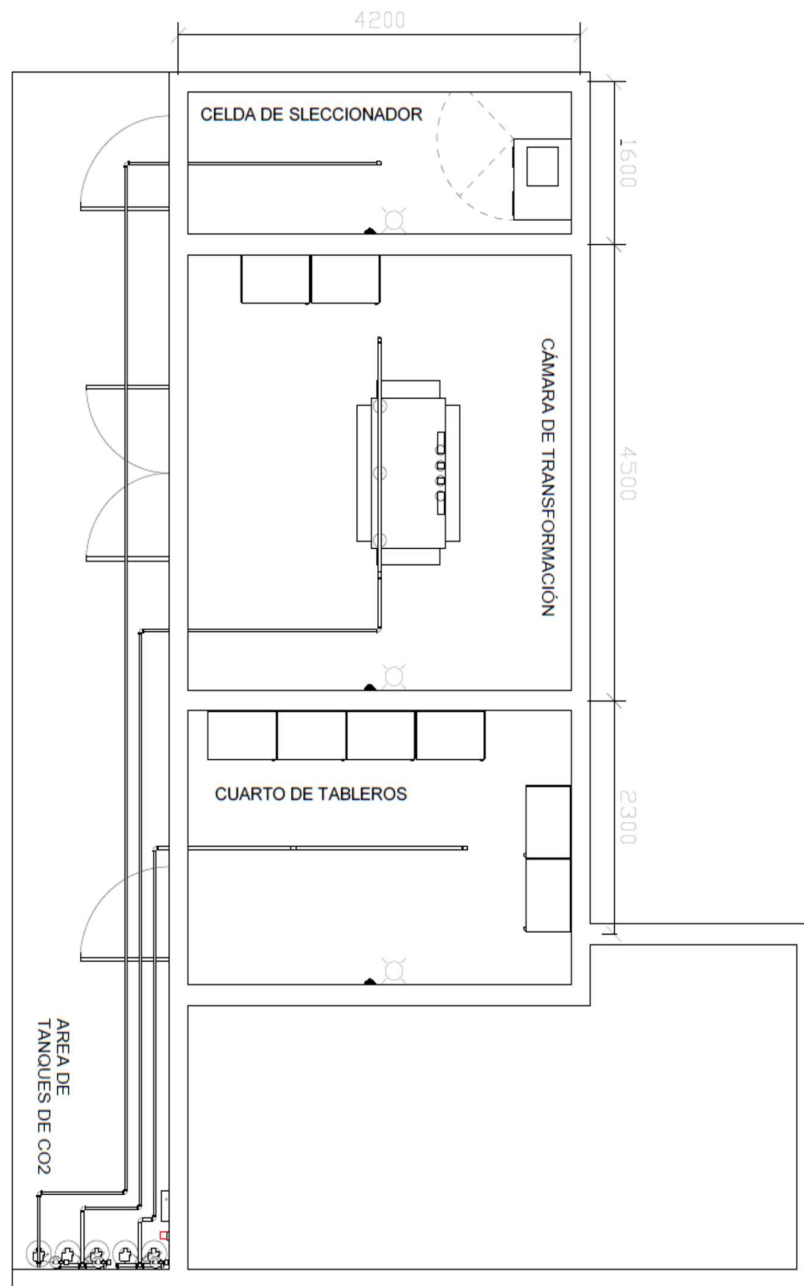 4200
CELDA DE SLECCIONADOR
1600
CÁMARA DE TRANSFORMACIÓN
4500
CUARTO DE TABLEROS
2300
AREA DE
TANQUES DE CO2